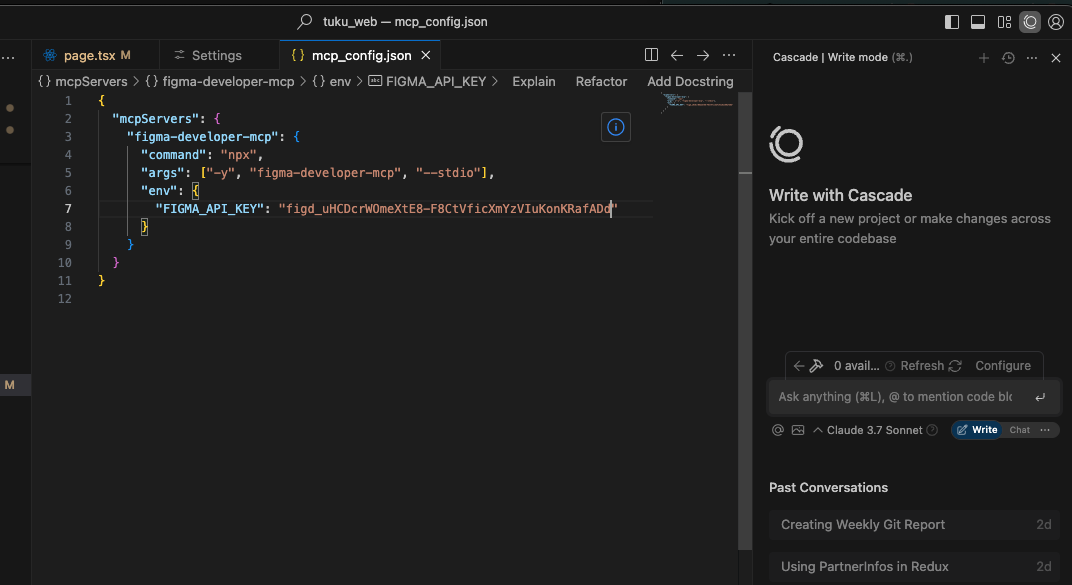 tuku_web — mcp_config.json
page.tsx M
Settings
{} mcp_config.json
{} mcpServers > {} figma-developer-mcp > {} env > abc FIGMA_API_KEY >
Explain
Refactor
Add Docstring
1 {
2 "mcpServers": {
3 "figma-developer-mcp": {
4 "command": "npx",
5 "args": ["-y", "figma-developer-mcp", "--stdio"],
6 "env": {
7 "FIGMA_API_KEY": "figd_uHCDcrWOmeXtE8-F8CtVficXmYzVIuKonKRafADd"
8 }
9 }
10 }
11 }
12
M
Cascade | Write mode (⌘.)
Write with Cascade
Kick off a new project or make changes across
your entire codebase
0 avail... Refresh Configure
Ask anything (⌘L), @ to mention code blo
@ Claude 3.7 Sonnet Write Chat ...
Past Conversations
Creating Weekly Git Report 2d
Using PartnerInfos in Redux 2d